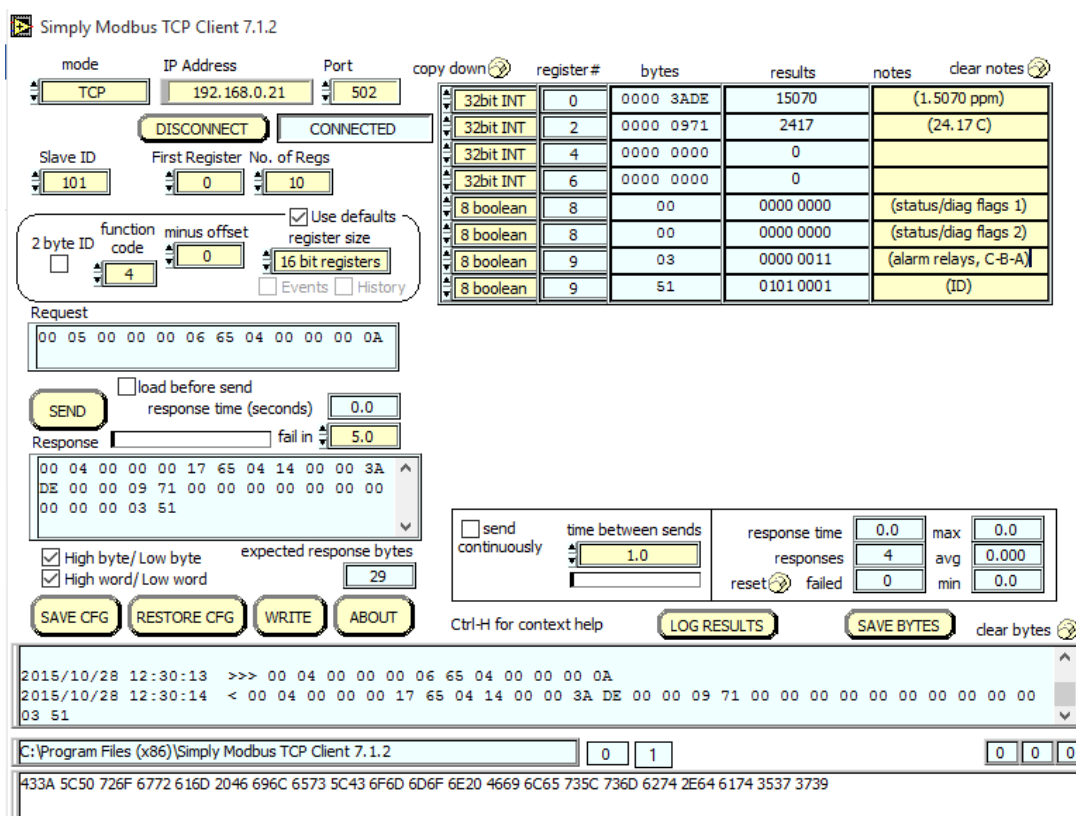 Simply Modbus TCP Client 7.1.2
mode IP Address Port
TCP 192.168.0.21 502
DISCONNECT CONNECTED
Slave ID First Register No. of Regs
101 0 10
Use defaults
2 byte ID function code minus offset register size
4 0 16 bit registers
Events History
Request
00 05 00 00 00 06 65 04 00 00 00 0A
load before send
SEND response time (seconds) 0.0
Response fail in 5.0
00 04 00 00 00 17 65 04 14 00 00 3A
DE 00 00 09 71 00 00 00 00 00 00 00
00 00 00 03 51
High byte/ Low byte expected response bytes
High word/ Low word 29
SAVE CFG RESTORE CFG WRITE ABOUT
copy down register # bytes results notes clear notes
32bit INT 0 0000 3ADE 15070 (1.5070 ppm)
32bit INT 2 0000 0971 2417 (24.17 C)
32bit INT 4 0000 0000 0
32bit INT 6 0000 0000 0
8 boolean 8 00 0000 0000 (status/diag flags 1)
8 boolean 8 00 0000 0000 (status/diag flags 2)
8 boolean 9 03 0000 0011 (alarm relays, C-B-A)
8 boolean 9 51 0101 0001 (ID)
send continuously time between sends 1.0
response time 0.0 max 0.0
responses 4 avg 0.000
reset failed 0 min 0.0
Ctrl-H for context help LOG RESULTS SAVE BYTES clear bytes
2015/10/28 12:30:13 >>> 00 04 00 00 00 06 65 04 00 00 00 0A
2015/10/28 12:30:14 < 00 04 00 00 00 17 65 04 14 00 00 3A DE 00 00 09 71 00 00 00 00 00 00 00 00 00 00
03 51
C:\Program Files (x86)\Simply Modbus TCP Client 7.1.2 0 1 0 0 0
433A 5C50 726F 6772 616D 2046 696C 6573 5C43 6F6D 6D6F 6E20 4669 6C65 735C 736D 6274 2E64 6174 3537 3739